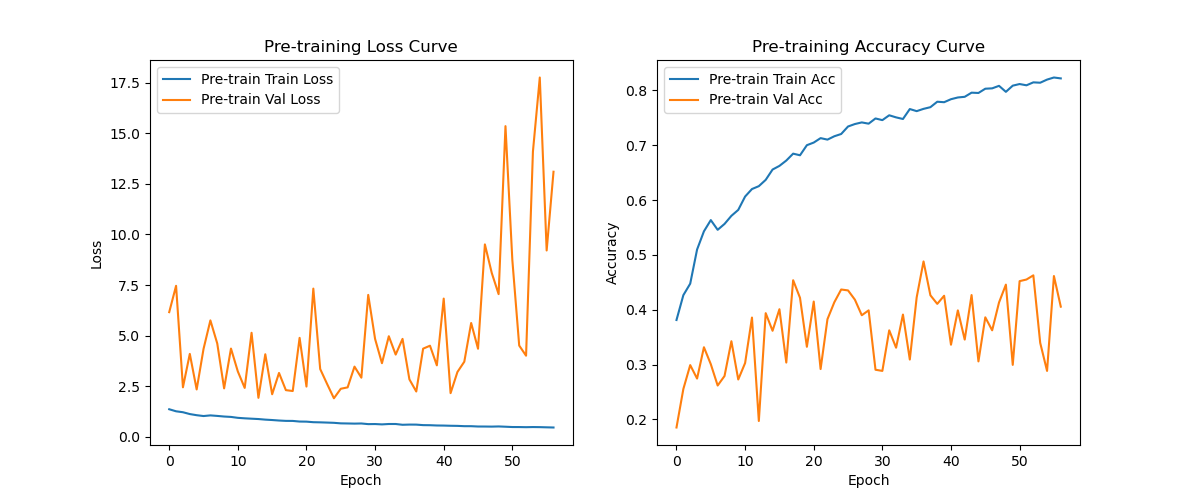 Pre-training Loss Curve
Pre-train Train Loss
Pre-train Val Loss
17.5
15.0
12.5
10.0
7.5
5.0
2.5
0.0
Loss
0
10
20
30
40
50
Epoch
Pre-training Accuracy Curve
Pre-train Train Acc
Pre-train Val Acc
0.8
0.7
0.6
0.5
0.4
0.3
0.2
Accuracy
0
10
20
30
40
50
Epoch